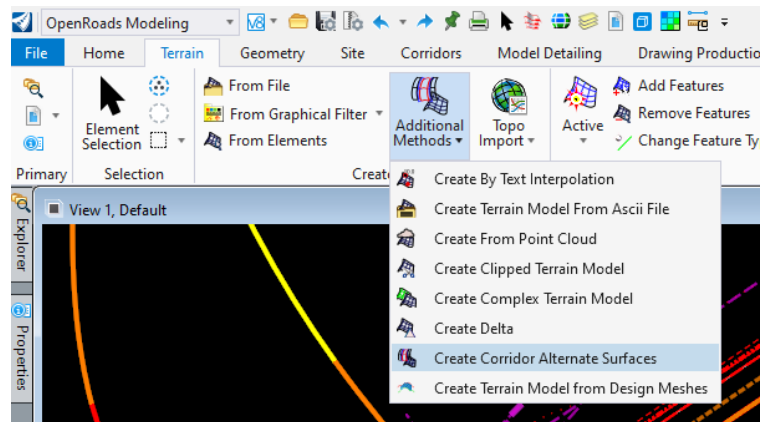 OpenRoads Modeling
V8
File
Home
Terrain
Geometry
Site
Corridors
Model Detailing
Drawing Productio
From File
From Graphical Filter
From Elements
Element
Selection
Additional
Methods
Topo
Import
Active
Add Features
Remove Features
Change Feature Ty
Primary
Selection
Creat
Explorer
Properties
View 1, Default
Create By Text Interpolation
Create Terrain Model From Ascii File
Create From Point Cloud
Create Clipped Terrain Model
Create Complex Terrain Model
Create Delta
Create Corridor Alternate Surfaces
Create Terrain Model from Design Meshes